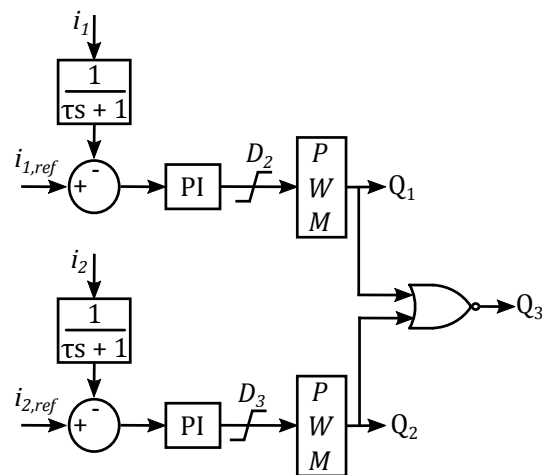 i1
1
τs + 1
i1,ref
+
-
PI
D2
P
W
M
Q1
i2
1
τs + 1
i2,ref
+
-
PI
D3
P
W
M
Q2
Q3